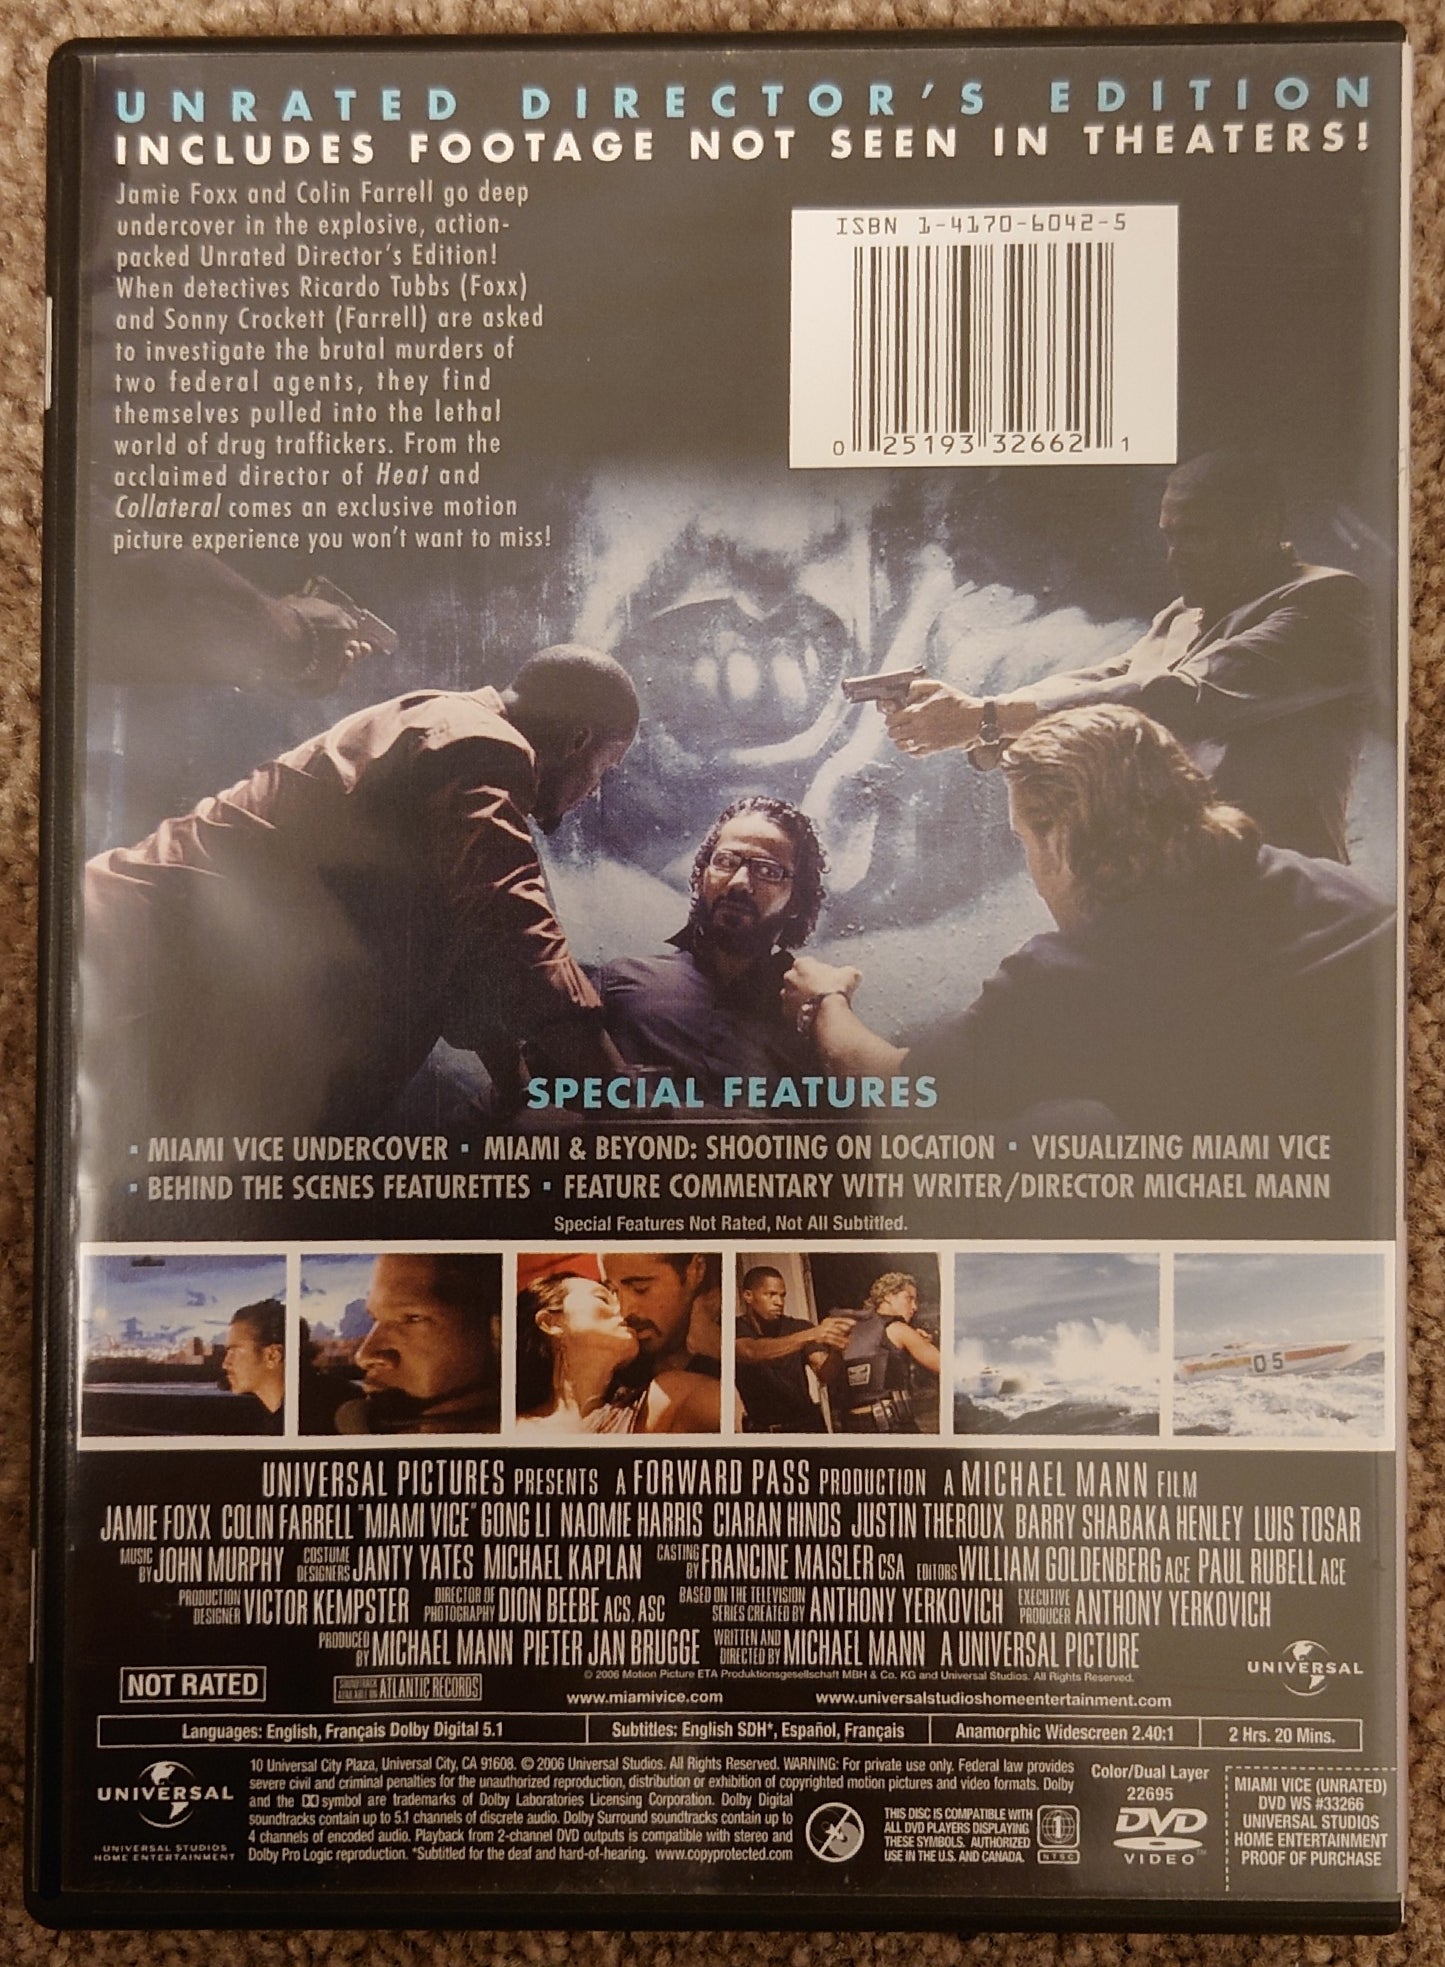 UNRATED DIRECTOR'S EDITION
INCLUDES FOOTAGE NOT SEEN IN THEATERS!
Jamie Foxx and Colin Farrell go deep
undercover in the explosive, action-
packed Unrated Director's Edition!
When detectives Ricardo Tubbs (Foxx)
and Sonny Crockett (Farrell) are asked
to investigate the brutal murders of
two federal agents, they find
themselves pulled into the lethal
world of drug traffickers. From the
acclaimed director of Heat and
Collateral comes an exclusive motion
picture experience you won't want to miss!
ISBN 1-4170-6042-5
0 25193 32662 1
SPECIAL FEATURES
· MIAMI VICE UNDERCOVER · MIAMI & BEYOND: SHOOTING ON LOCATION · VISUALIZING MIAMI VICE
· BEHIND THE SCENES FEATURETTES · FEATURE COMMENTARY WITH WRITER/DIRECTOR MICHAEL MANN
Special Features Not Rated, Not All Subtitled.
05
UNIVERSAL PICTURES PRESENTS A FORWARD PASS PRODUCTION A MICHAEL MANN FILM
JAMIE FOXX COLIN FARRELL "MIAMI VICE" GONG LI NAOMIE HARRIS CIARAN HINDS JUSTIN THEROUX BARRY SHABAKA HENLEY LUIS TOSAR
MUSIC BY JOHN MURPHY COSTUME DESIGNERS JANTY YATES MICHAEL KAPLAN CASTING BY FRANCINE MAISLER CSA EDITORS WILLIAM GOLDENBERG ACE PAUL RUBELL ACE
PRODUCTION DESIGNER VICTOR KEMPSTER DIRECTOR OF PHOTOGRAPHY DION BEEBE ACS, ASC BASED ON THE TELEVISION SERIES CREATED BY ANTHONY YERKOVICH EXECUTIVE PRODUCER ANTHONY YERKOVICH
PRODUCED BY MICHAEL MANN PIETER JAN BRUGGE WRITTEN AND DIRECTED BY MICHAEL MANN A UNIVERSAL PICTURE
© 2006 Motion Picture ETA Produktionsgesellschaft MBH & Co. KG and Universal Studios. All Rights Reserved.
UNIVERSAL
NOT RATED
SOUNDTRACK AVAILABLE ON ATLANTIC RECORDS
www.miamivice.com www.universalstudioshomeentertainment.com
Languages: English, Français Dolby Digital 5.1
Subtitles: English SDH*, Español, Français
Anamorphic Widescreen 2.40:1
2 Hrs. 20 Mins.
UNIVERSAL
UNIVERSAL STUDIOS
HOME ENTERTAINMENT
10 Universal City Plaza, Universal City, CA 91608. © 2006 Universal Studios. All Rights Reserved. WARNING: For private use only. Federal law provides
severe civil and criminal penalties for the unauthorized reproduction, distribution or exhibition of copyrighted motion pictures and video formats. Dolby
and the DD symbol are trademarks of Dolby Laboratories Licensing Corporation. Dolby Digital
soundtracks contain up to 5.1 channels of discrete audio. Dolby Surround soundtracks contain up to
4 channels of encoded audio. Playback from 2-channel DVD outputs is compatible with stereo and
Dolby Pro Logic reproduction. *Subtitled for the deaf and hard-of-hearing. www.copyprotected.com
THIS DISC IS COMPATIBLE WITH
ALL DVD PLAYERS DISPLAYING
THESE SYMBOLS. AUTHORIZED
USE IN THE U.S. AND CANADA.
1
NTSC
Color/Dual Layer
22695
DVD
VIDEO™
MIAMI VICE (UNRATED)
DVD WS #33266
UNIVERSAL STUDIOS
HOME ENTERTAINMENT
PROOF OF PURCHASE